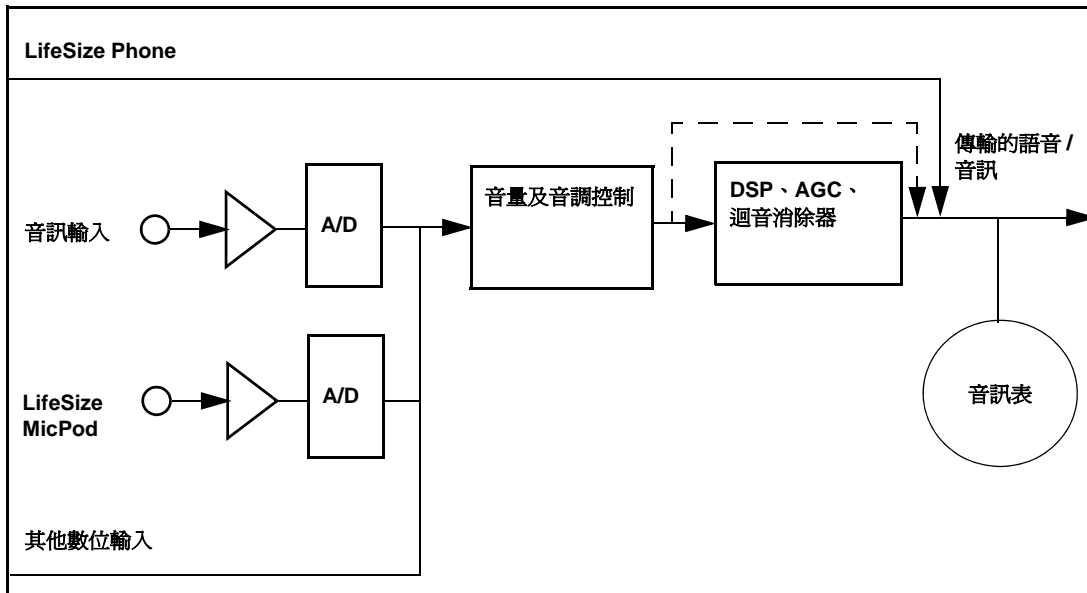 LifeSize Phone
傳輸的語音 /
音訊
音訊輸入
A/D
音量及音調控制
DSP、AGC、
迴音消除器
LifeSize
MicPod
A/D
音訊表
其他數位輸入